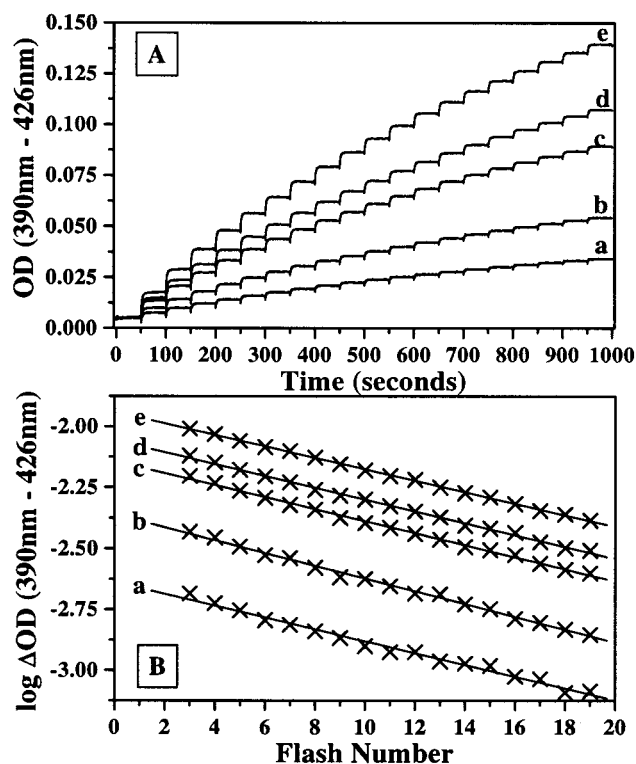 A
OD (390nm - 426nm)
0.150
0.125
0.100
0.075
0.050
0.025
0.000
e
d
c
b
a
0 100 200 300 400 500 600 700 800 900 1000
Time (seconds)
B
log ΔOD (390nm - 426nm)
-2.00
-2.25
-2.50
-2.75
-3.00
e
d
c
b
a
0 2 4 6 8 10 12 14 16 18 20
Flash Number